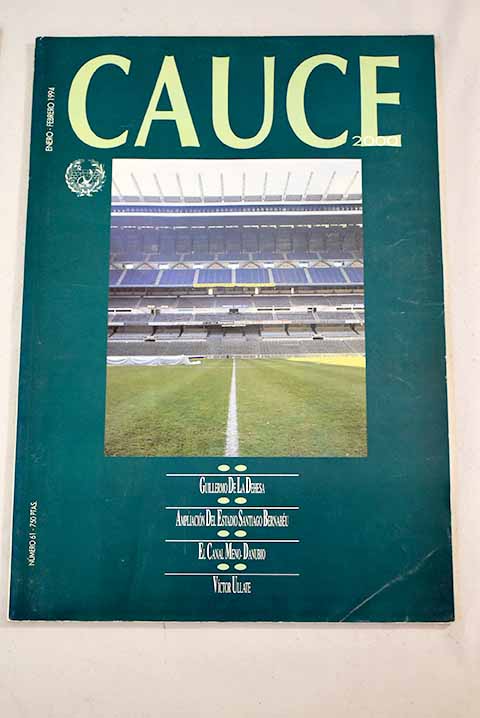 ENERO - FEBRERO 1994
CAUCE
2000
GUILLERMO DE LA DEHESA
AMPLIACIÓN DEL ESTADIO SANTIAGO BERNABÉU
EL CANAL MENO-DANUBIO
VÍCTOR ULLATE
NÚMERO 61 - 750 PTAS.